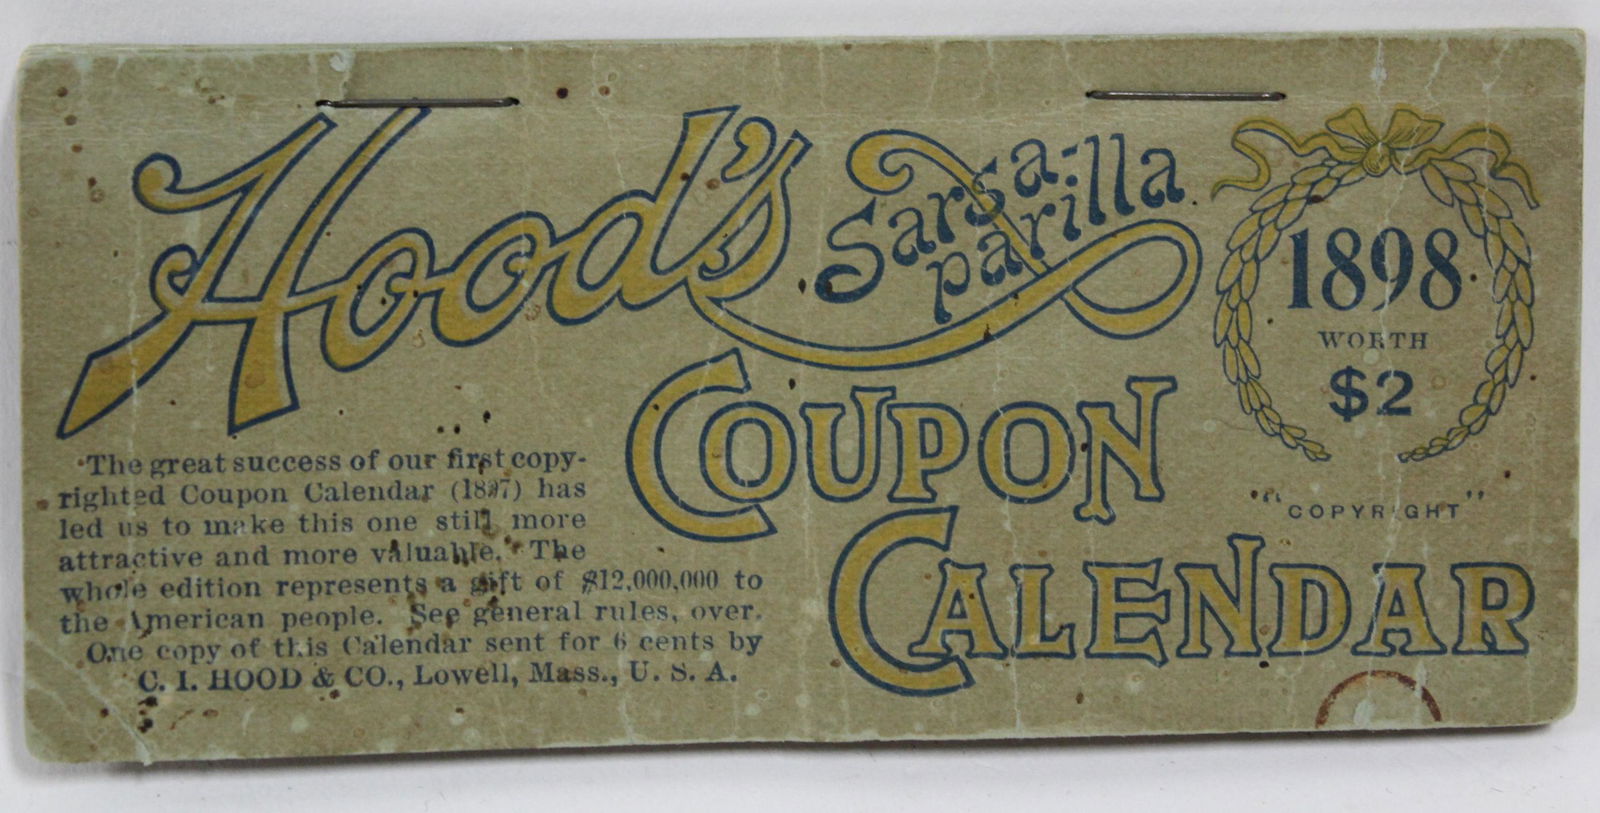 Hood's
Sarsa-
parilla
COUPON
CALENDAR
1898
WORTH
$2
"COPYRIGHT"
The great success of our first copy-
righted Coupon Calendar (1897) has
led us to make this one still more
attractive and more valuable. The
whole edition represents a gift of $12,000,000 to
the American people. See general rules, over.
One copy of this Calendar sent for 6 cents by
C. I. HOOD & CO., Lowell, Mass., U. S. A.